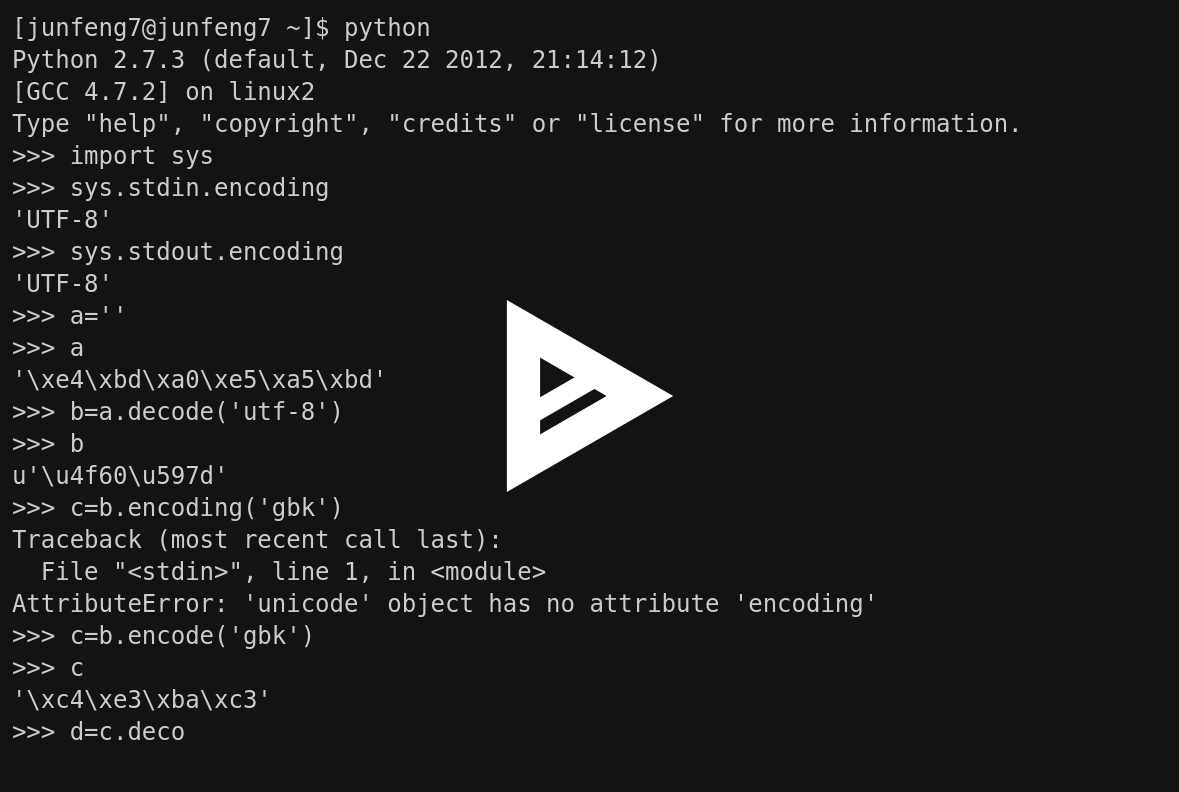 [junfeng7@junfeng7 ~]$ python
Python 2.7.3 (default, Dec 22 2012, 21:14:12)
[GCC 4.7.2] on linux2
Type "help", "copyright", "credits" or "license" for more information.
>>> import sys
>>> sys.stdin.encoding
'UTF-8'
>>> sys.stdout.encoding
'UTF-8'
>>> a=''
>>> a
'\xe4\xbd\xa0\xe5\xa5\xbd'
>>> b=a.decode('utf-8')
>>> b
u'\u4f60\u597d'
>>> c=b.encoding('gbk')
Traceback (most recent call last):
  File "<stdin>", line 1, in <module>
AttributeError: 'unicode' object has no attribute 'encoding'
>>> c=b.encode('gbk')
>>> c
'\xc4\xe3\xba\xc3'
>>> d=c.deco